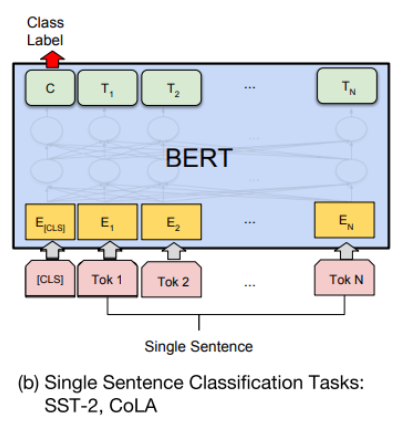 Class
Label
C T1 T2 ... TN
...
...
BERT
E[CLS] E1 E2 ... EN
[CLS] Tok 1 Tok 2 ... Tok N
Single Sentence
(b) Single Sentence Classification Tasks:
SST-2, CoLA